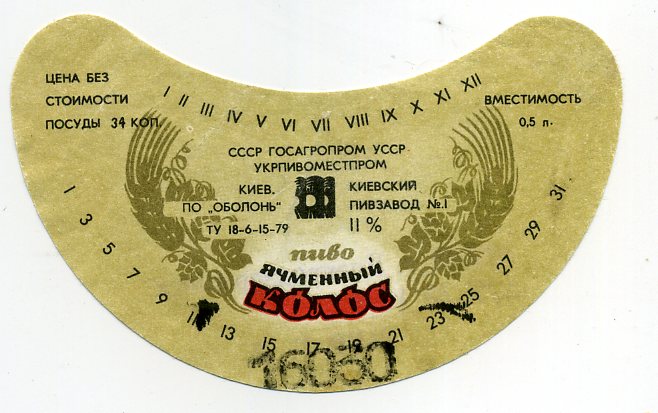 ЦЕНА БЕЗ
СТОИМОСТИ
ПОСУДЫ 34 КОП.
I II III IV V VI VII VIII IX X XI XII
ВМЕСТИМОСТЬ
0,5 л.
СССР ГОСАГРОПРОМ УССР
УКРПИВОМЕСТПРОМ
КИЕВ.
ПО „ОБОЛОНЬ"
ТУ 18-6-15-79
КИЕВСКИЙ
ПИВЗАВОД №.1
11 %
пиво
ЯЧМЕННЫЙ
КОЛОС
1 3 5 7 9 11 13 15 17 19 21 23 25 27 29 31
16050